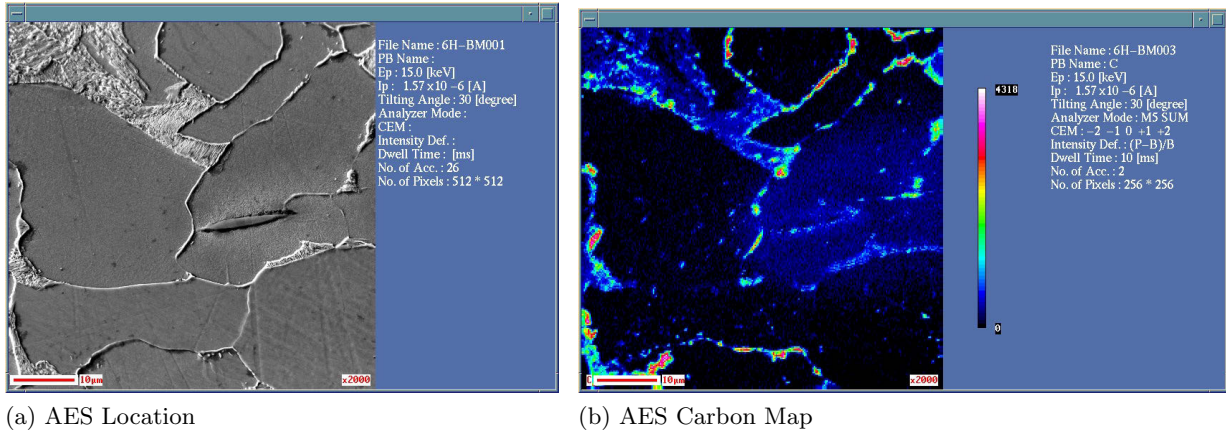 File Name : 6H-BM001
PB Name :
Ep : 15.0 [keV]
Ip : 1.57 x10 -6 [A]
Tilting Angle : 30 [degree]
Analyzer Mode :
CEM :
Intensity Def. :
Dwell Time : [ms]
No. of Acc. : 26
No. of Pixels : 512 * 512
10μm
x2000
(a) AES Location
4318
0
File Name : 6H-BM003
PB Name : C
Ep : 15.0 [keV]
Ip : 1.57 x10 -6 [A]
Tilting Angle : 30 [degree]
Analyzer Mode : M5 SUM
CEM : -2 -1 0 +1 +2
Intensity Def. : (P-B)/B
Dwell Time : 10 [ms]
No. of Acc. : 2
No. of Pixels : 256 * 256
C
10μm
x2000
(b) AES Carbon Map